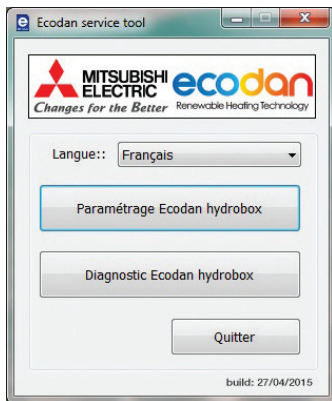 Ecodan service tool
MITSUBISHI
ELECTRIC
Changes for the Better
ecodan
Renewable Heating Technology
Langue:: Français
Paramétrage Ecodan hydrobox
Diagnostic Ecodan hydrobox
Quitter
build: 27/04/2015